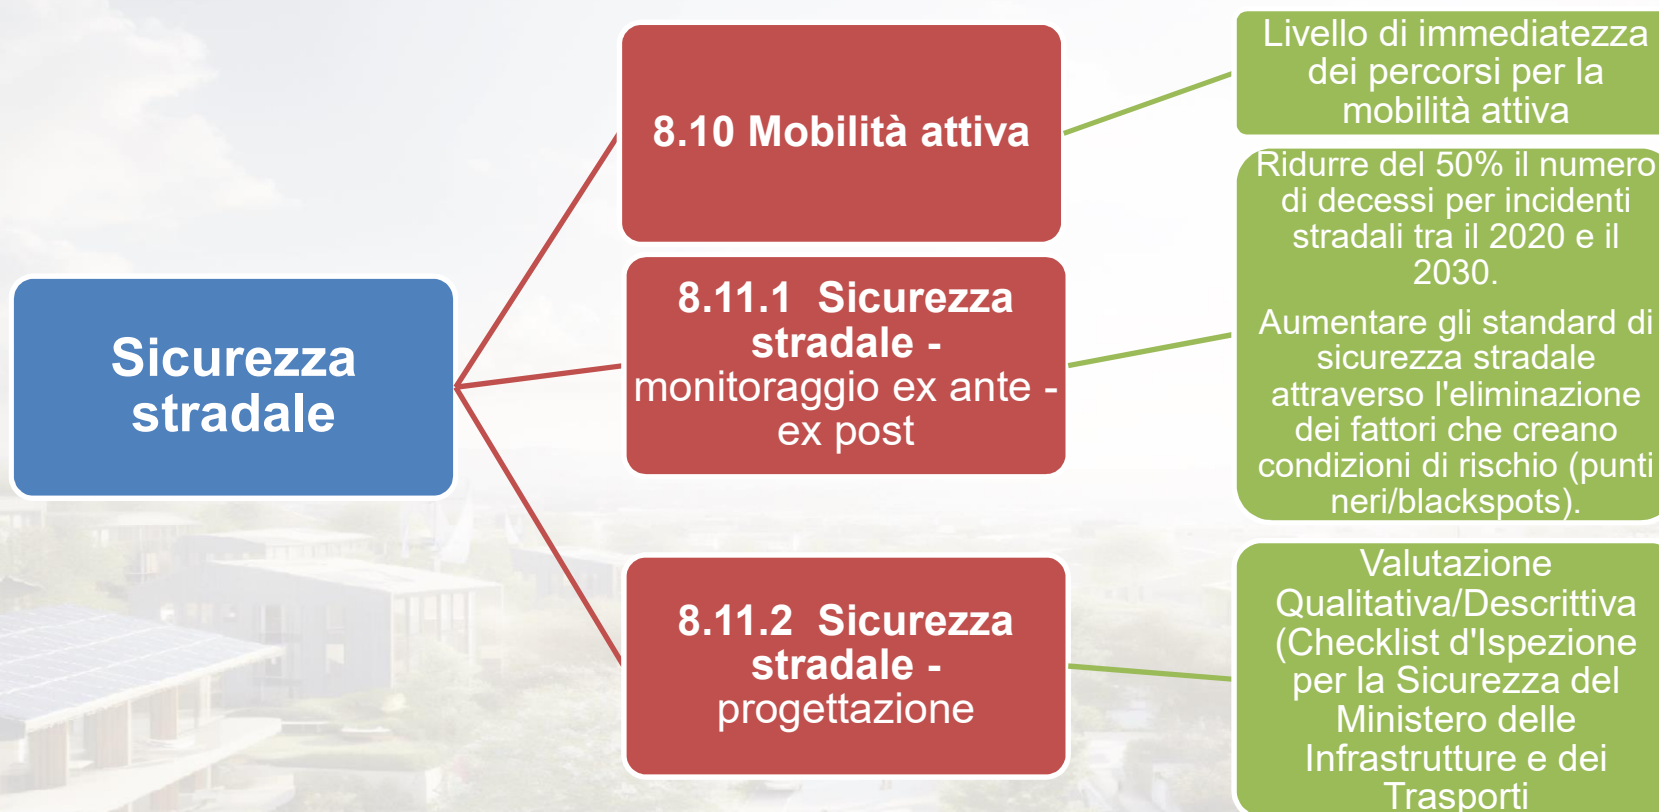 Sicurezza
stradale
8.10 Mobilità attiva
8.11.1 Sicurezza
stradale -
monitoraggio ex ante -
ex post
8.11.2 Sicurezza
stradale -
progettazione
Livello di immediatezza
dei percorsi per la
mobilità attiva
Ridurre del 50% il numero
di decessi per incidenti
stradali tra il 2020 e il
2030.
Aumentare gli standard di
sicurezza stradale
attraverso l'eliminazione
dei fattori che creano
condizioni di rischio (punti
neri/blackspots).
Valutazione
Qualitativa/Descrittiva
(Checklist d'Ispezione
per la Sicurezza del
Ministero delle
Infrastrutture e dei
Trasporti